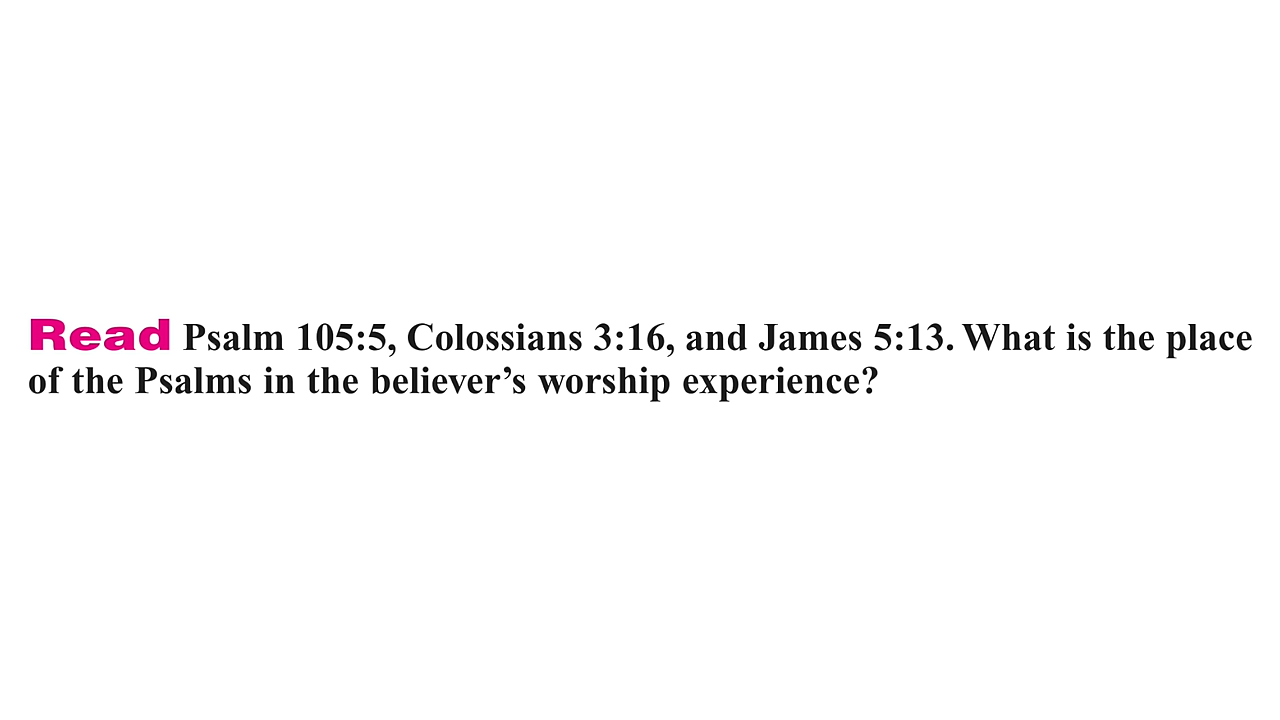 Read Psalm 105:5, Colossians 3:16, and James 5:13. What is the place
of the Psalms in the believer’s worship experience?